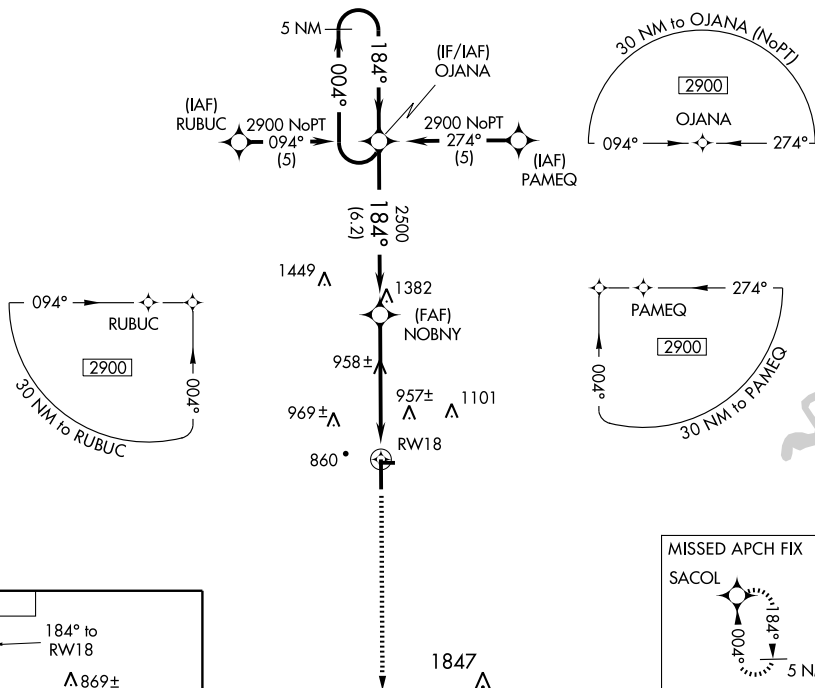 5 NM
184°
004°
(IF/IAF)
OJANA
(IAF)
RUBUC
2900 NoPT
094°
(5)
2900 NoPT
274°
(5)
(IAF)
PAMEQ
30 NM to OJANA (NoPT)
2900
OJANA
094°
274°
2500
184°
(6.2)
1449
1382
(FAF)
NOBNY
094°
RUBUC
2900
004°
30 NM to RUBUC
274°
PAMEQ
2900
004°
30 NM to PAMEQ
958±
957±
1101
969±
860
RW18
MISSED APCH FIX
SACOL
184°
004°
5 N
184° to
RW18
869±
1847